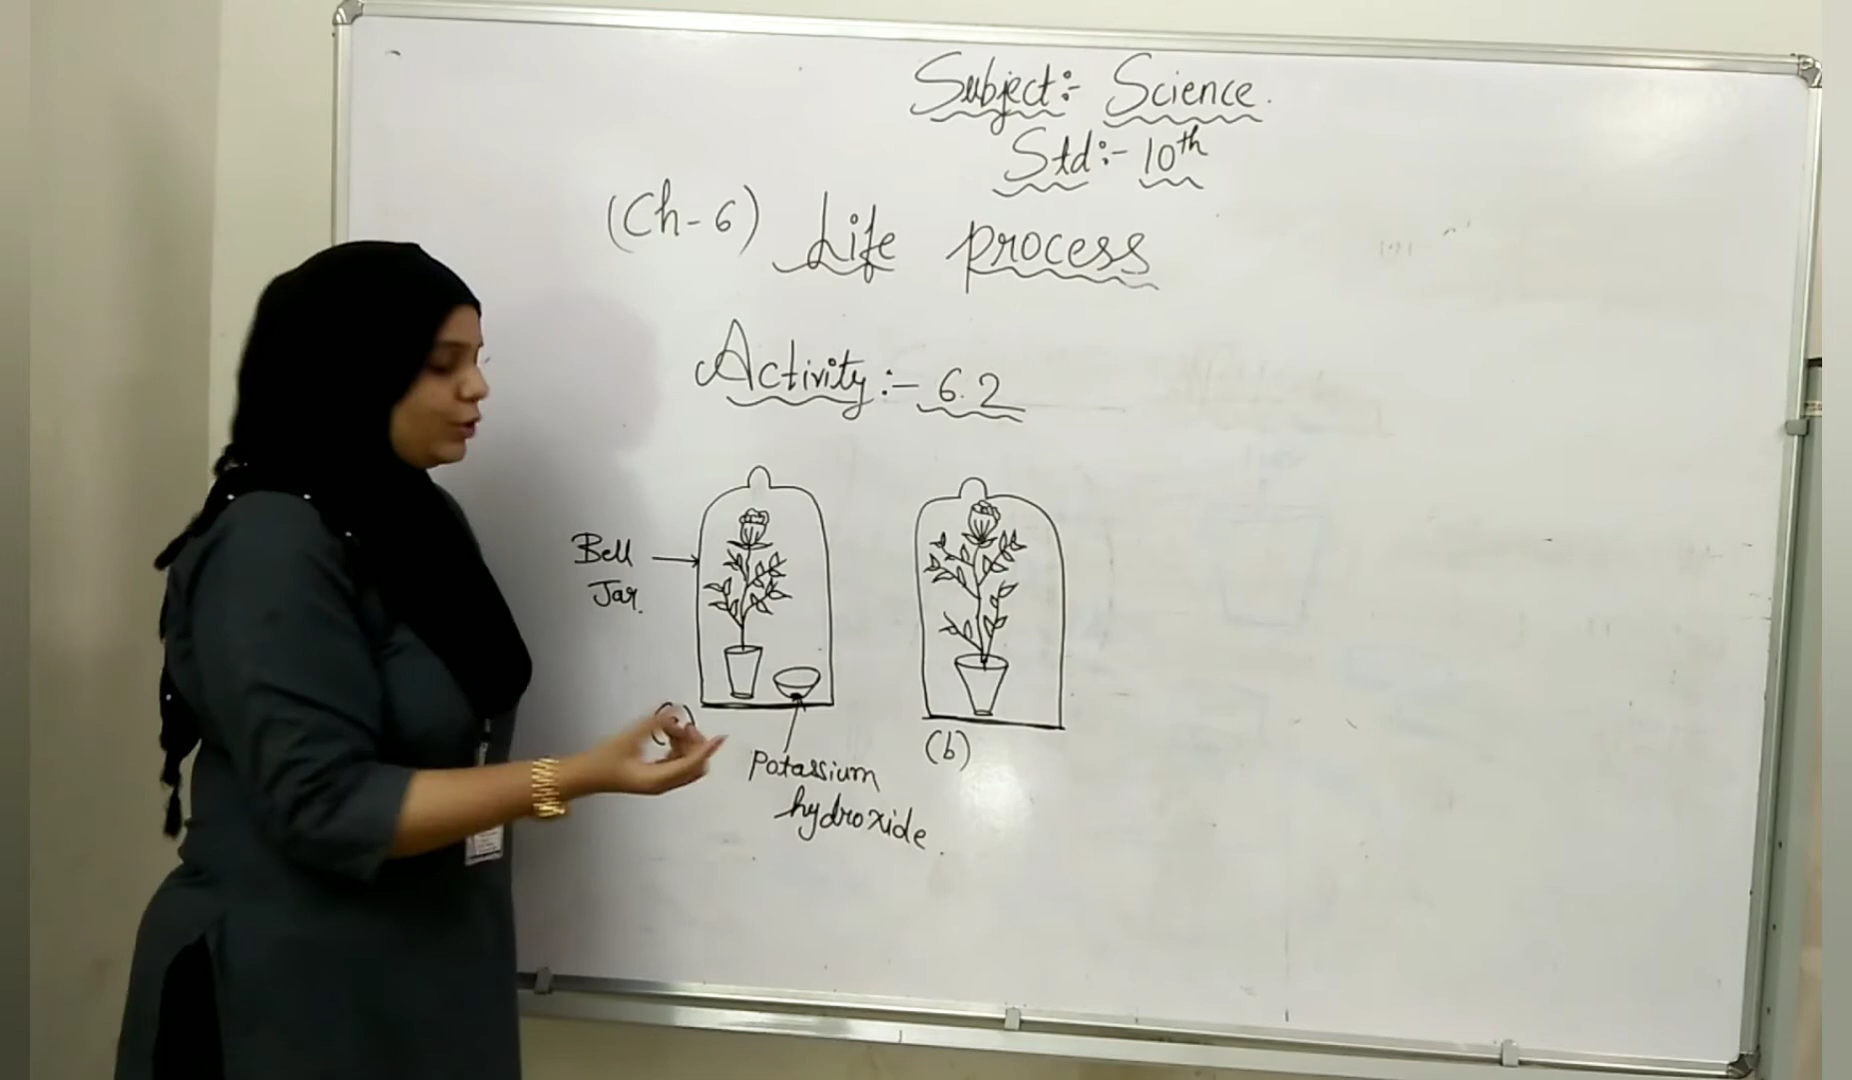 Subject:- Science.
Std:- 10th
(Ch-6) Life process
Activity:- 6.2
Bell
Jar.
(b)
Potassium
hydroxide.